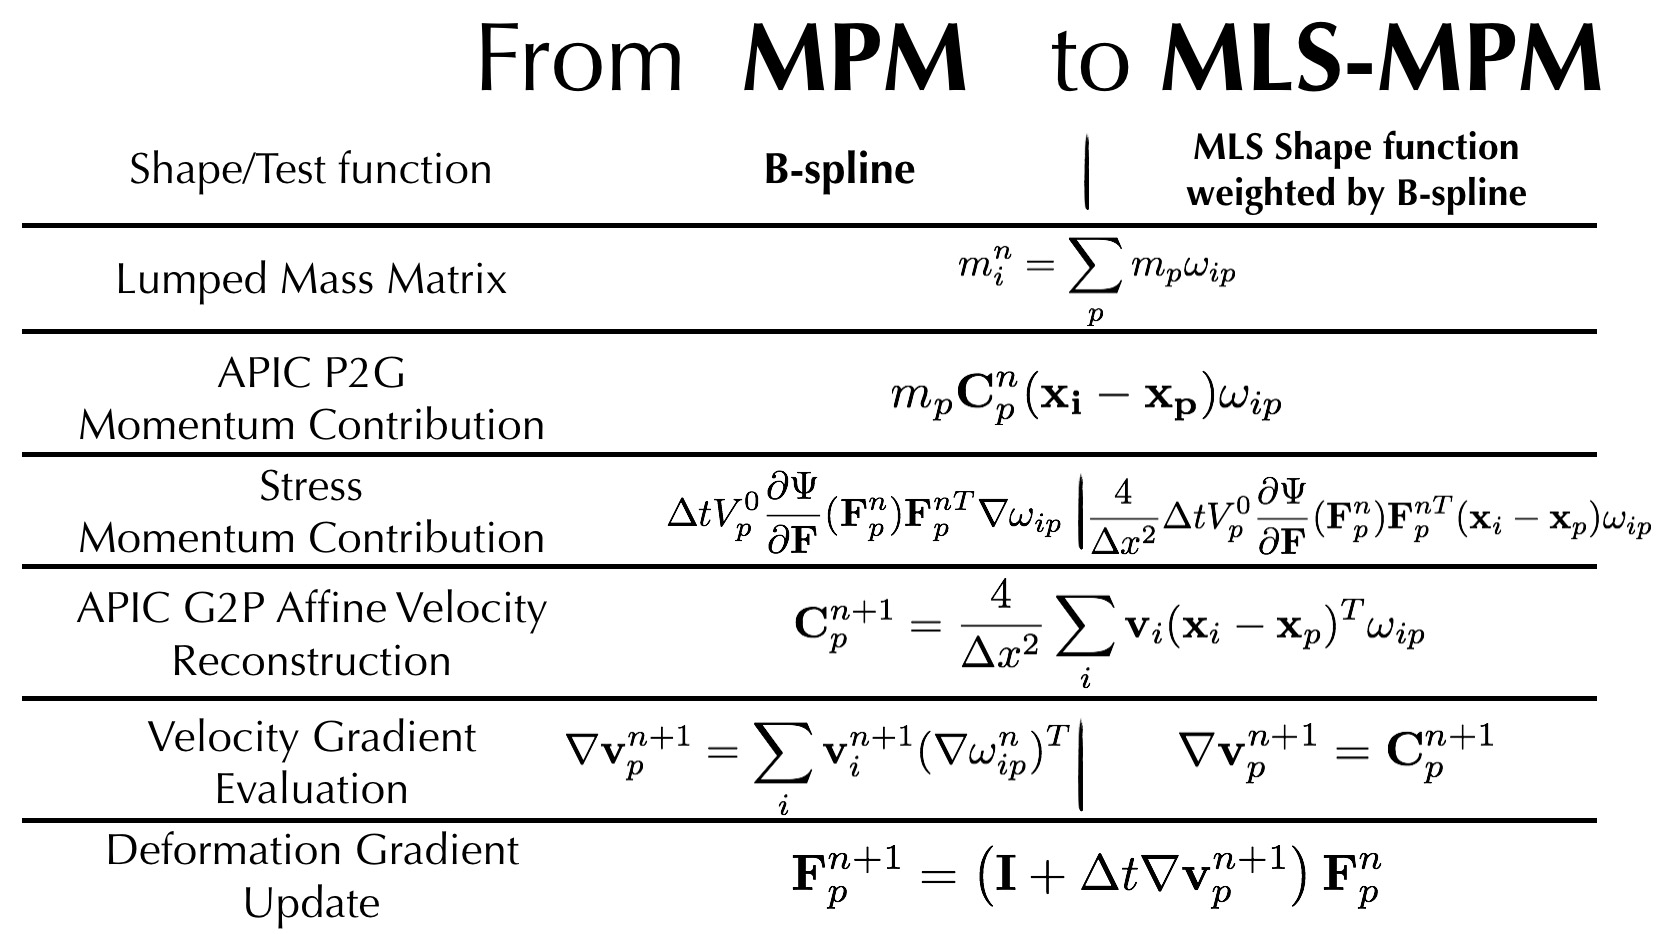 From MPM to MLS-MPM
Shape/Test function
B-spline
MLS Shape function
weighted by B-spline
Lumped Mass Matrix
$m_i^n = \sum_p m_p \omega_{ip}$
APIC P2G
Momentum Contribution
$m_p \mathbf{C}_p^n (\mathbf{x_i} - \mathbf{x_p}) \omega_{ip}$
Stress
Momentum Contribution
$\Delta t V_p^0 \frac{\partial \Psi}{\partial \mathbf{F}} (\mathbf{F}_p^n) \mathbf{F}_p^{nT} \nabla \omega_{ip}$
$\frac{4}{\Delta x^2} \Delta t V_p^0 \frac{\partial \Psi}{\partial \mathbf{F}} (\mathbf{F}_p^n) \mathbf{F}_p^{nT} (\mathbf{x}_i - \mathbf{x}_p) \omega_{ip}$
APIC G2P Affine Velocity
Reconstruction
$\mathbf{C}_p^{n+1} = \frac{4}{\Delta x^2} \sum_i \mathbf{v}_i (\mathbf{x}_i - \mathbf{x}_p)^T \omega_{ip}$
Velocity Gradient
Evaluation
$\nabla \mathbf{v}_p^{n+1} = \sum_i \mathbf{v}_i^{n+1} (\nabla \omega_{ip}^n)^T$
$\nabla \mathbf{v}_p^{n+1} = \mathbf{C}_p^{n+1}$
Deformation Gradient
Update
$\mathbf{F}_p^{n+1} = (\mathbf{I} + \Delta t \nabla \mathbf{v}_p^{n+1}) \mathbf{F}_p^n$